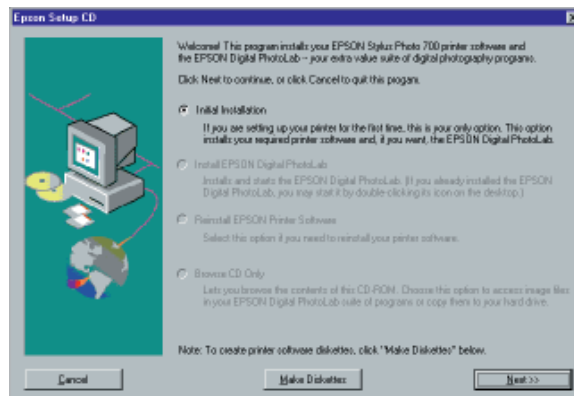 Epson Setup CD
Welcome! This program installs your EPSON Stylus Photo 700 printer software and
the EPSON Digital PhotoLab -- your extra value suite of digital photography programs.
Click Next to continue, or click Cancel to quit this program.
Initial Installation
If you are setting up your printer for the first time, this is your only option. This option
installs your required printer software and, if you want, the EPSON Digital PhotoLab.
Install EPSON Digital PhotoLab
Installs and starts the EPSON Digital PhotoLab. (If you already installed the EPSON
Digital PhotoLab, you may start it by double-clicking its icon on the desktop.)
Reinstall EPSON Printer Software
Select this option if you need to reinstall your printer software.
Browse CD Only
Lets you browse the contents of this CD-ROM. Choose this option to access image files
in your EPSON Digital PhotoLab suite of programs or copy them to your hard drive.
Note: To create printer software diskettes, click "Make Diskettes" below.
Cancel
Make Diskettes
Next >>